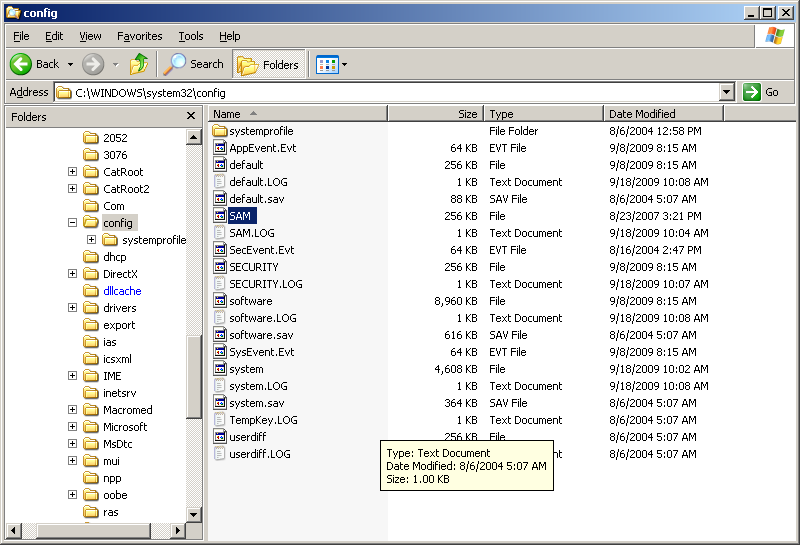 config
File Edit View Favorites Tools Help
Back Search Folders
Address C:\WINDOWS\system32\config Go
Folders
2052
3076
CatRoot
CatRoot2
Com
config
systemprofile
dhcp
DirectX
dllcache
drivers
export
ias
icsxml
IME
inetsrv
Macromed
Microsoft
MsDtc
mui
npp
oobe
ras
Name Size Type Date Modified
systemprofile File Folder 8/6/2004 12:58 PM
AppEvent.Evt 64 KB EVT File 9/8/2009 8:15 AM
default 256 KB File 9/8/2009 8:15 AM
default.LOG 1 KB Text Document 9/18/2009 10:08 AM
default.sav 88 KB SAV File 8/6/2004 5:07 AM
SAM 256 KB File 8/23/2007 3:21 PM
SAM.LOG 1 KB Text Document 9/18/2009 10:04 AM
SecEvent.Evt 64 KB EVT File 8/16/2004 2:47 PM
SECURITY 256 KB File 9/8/2009 8:15 AM
SECURITY.LOG 1 KB Text Document 9/18/2009 10:07 AM
software 8,960 KB File 9/8/2009 8:15 AM
software.LOG 1 KB Text Document 9/18/2009 10:08 AM
software.sav 616 KB SAV File 8/6/2004 5:07 AM
SysEvent.Evt 64 KB EVT File 9/8/2009 8:15 AM
system 4,608 KB File 9/18/2009 10:02 AM
system.LOG 1 KB Text Document 9/18/2009 10:08 AM
system.sav 364 KB SAV File 8/6/2004 5:07 AM
TempKey.LOG 1 KB Text Document 8/6/2004 5:07 AM
userdiff 256 KB File 8/6/2004 5:07 AM
userdiff.LOG 8/6/2004 5:07 AM
Type: Text Document
Date Modified: 8/6/2004 5:07 AM
Size: 1.00 KB